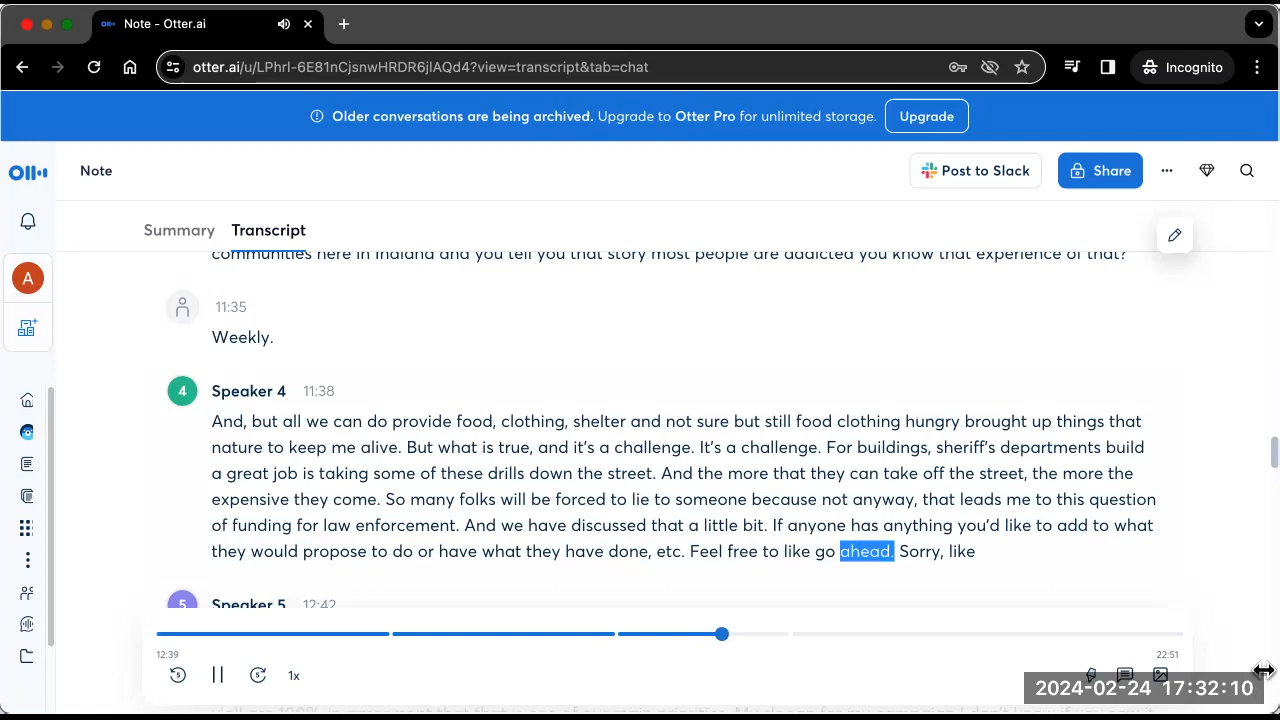 Note - Otter.ai
otter.ai/u/LPhrI-6E81nCjsnwHRDR6jlAQd4?view=transcript&tab=chat
Incognito
Older conversations are being archived. Upgrade to Otter Pro for unlimited storage. Upgrade
Note
Post to Slack
Share
Summary
Transcript
A
communities here in Indiana and you tell you that story most people are addicted you know that experience of that?
11:35
Weekly.
4
Speaker 4 11:38
And, but all we can do provide food, clothing, shelter and not sure but still food clothing hungry brought up things that
nature to keep me alive. But what is true, and it's a challenge. It's a challenge. For buildings, sheriff's departments build
a great job is taking some of these drills down the street. And the more that they can take off the street, the more the
expensive they come. So many folks will be forced to lie to someone because not anyway, that leads me to this question
of funding for law enforcement. And we have discussed that a little bit. If anyone has anything you'd like to add to what
they would propose to do or have what they have done, etc. Feel free to like go ahead. Sorry, like
5
Speaker 5 12:42
12:39
22:51
5
5
1x
2024-02-24 17:32:10